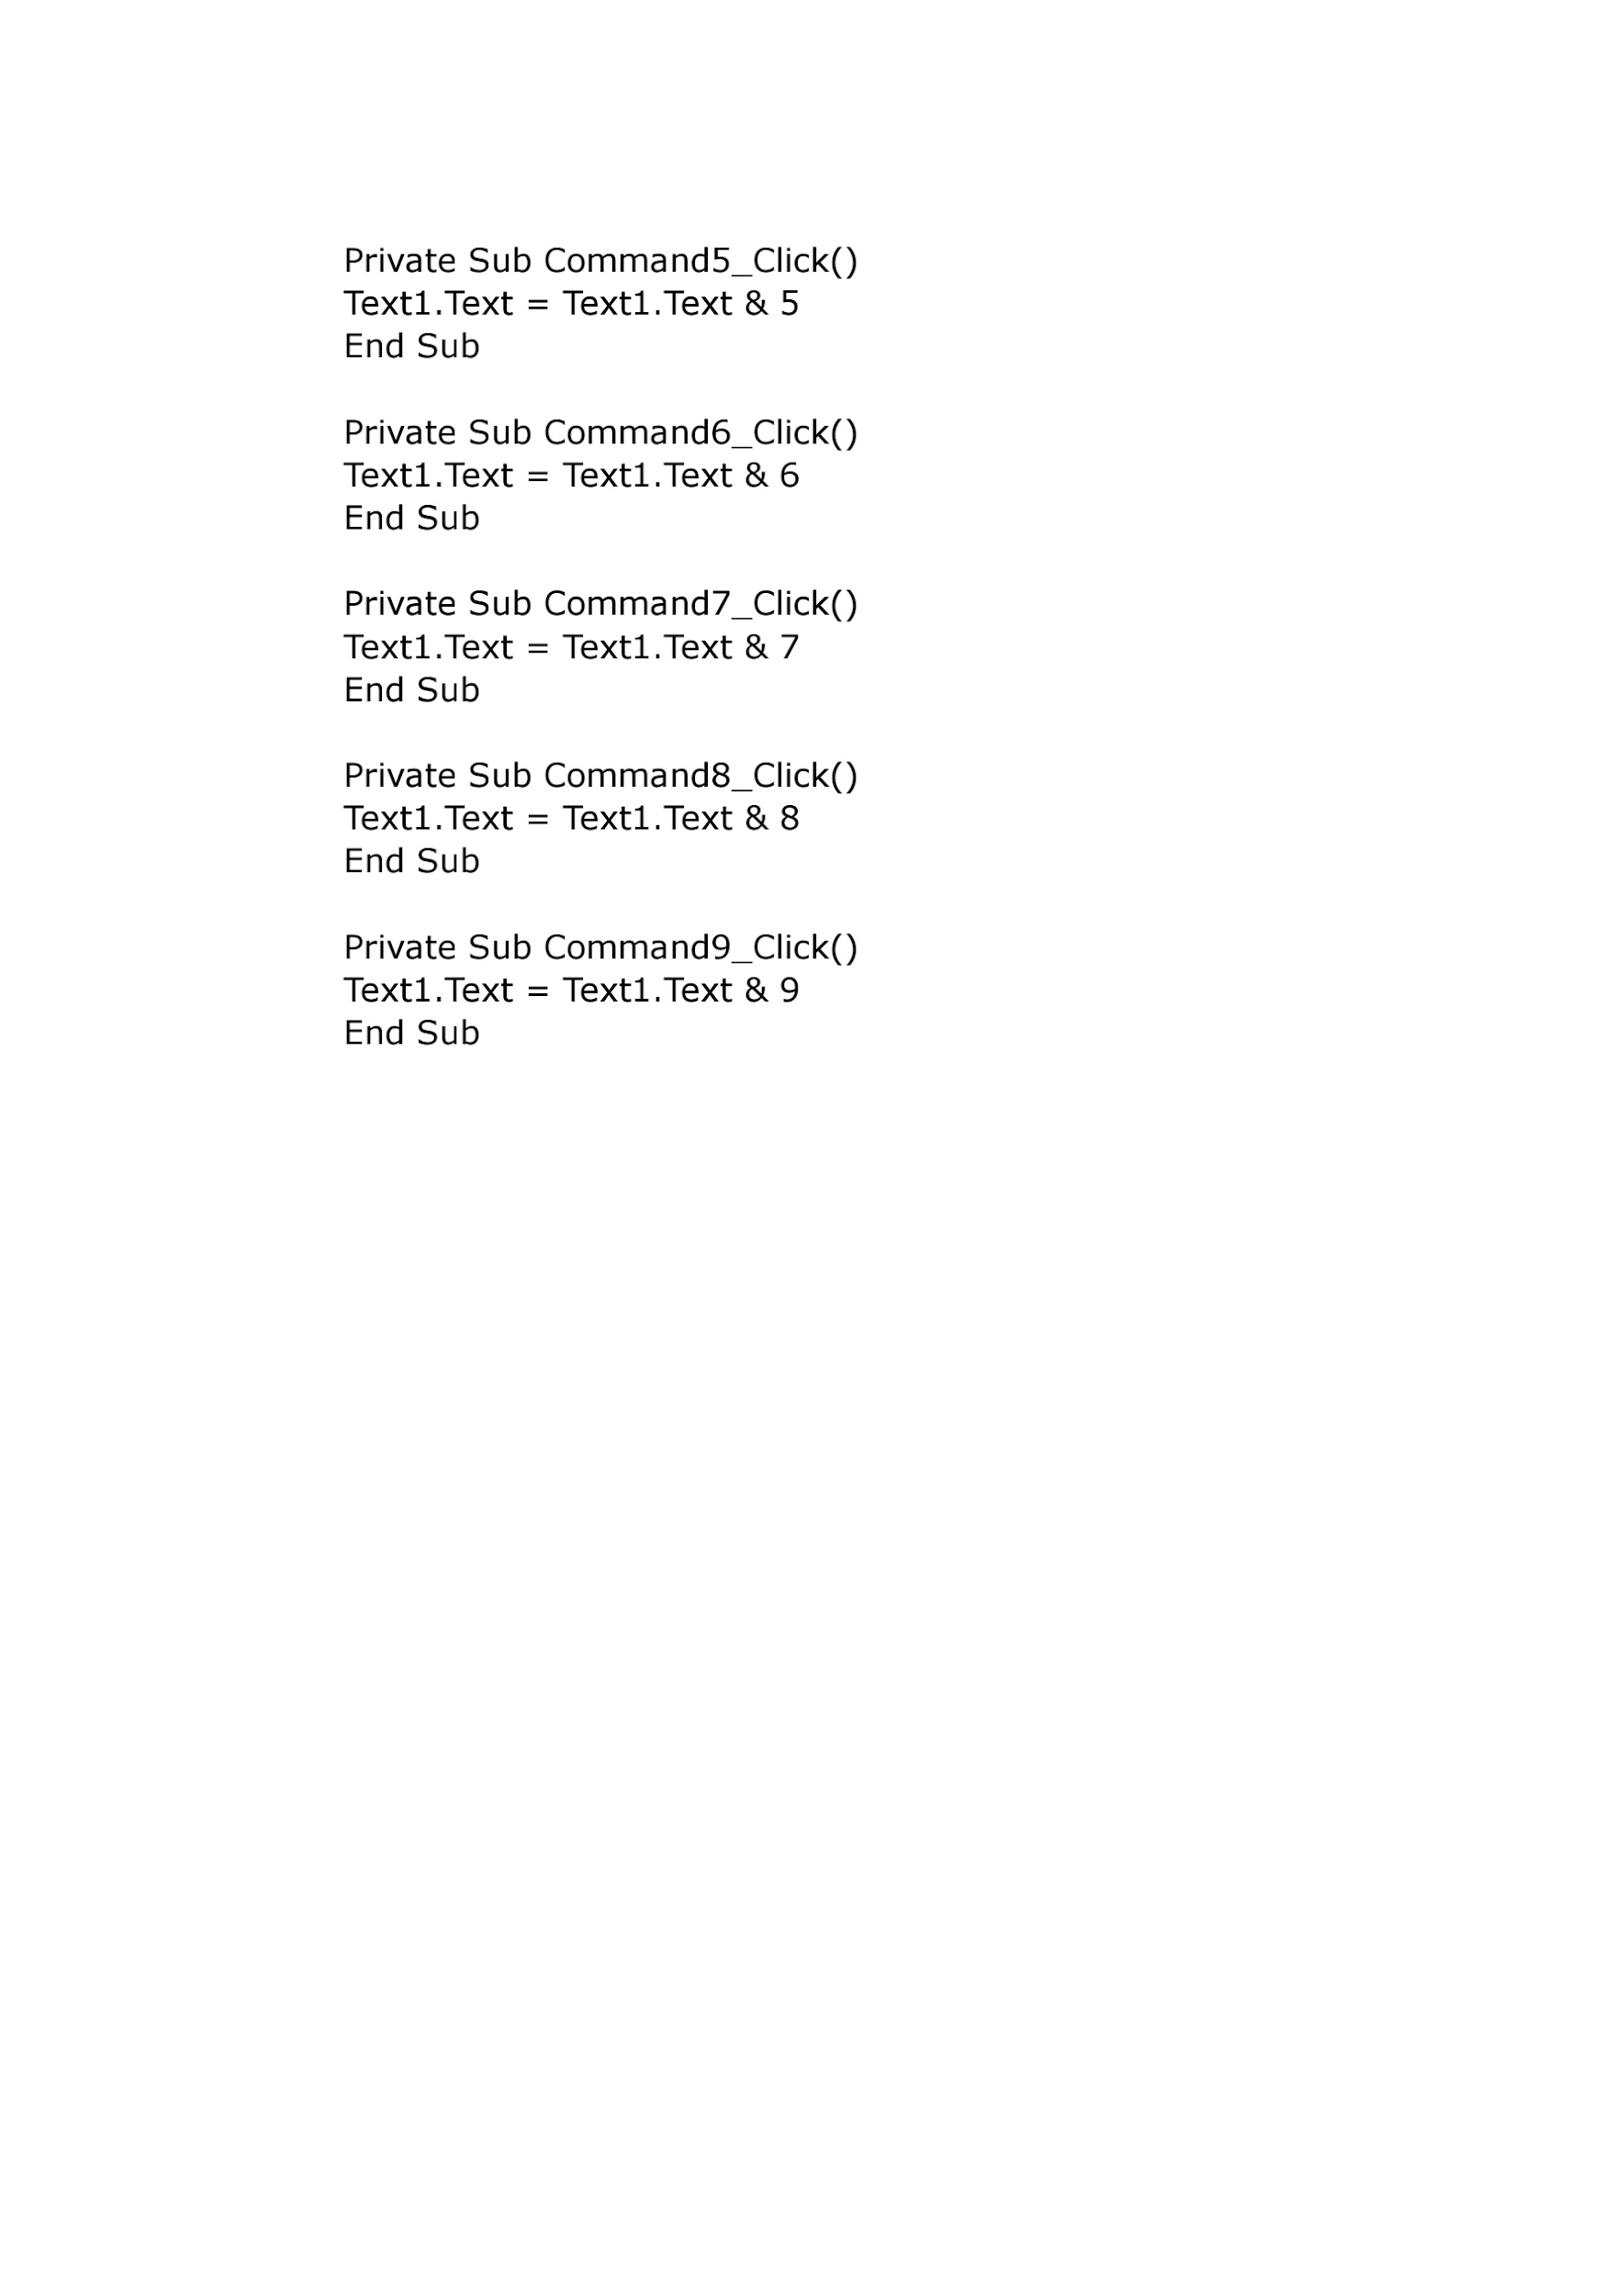 Private Sub Command5_Click()
Text1.Text = Text1.Text & 5
End Sub
Private Sub Command6_Click()
Text1.Text = Text1.Text & 6
End Sub
Private Sub Command7_Click()
Text1.Text = Text1.Text & 7
End Sub
Private Sub Command8_Click()
Text1.Text = Text1.Text & 8
End Sub
Private Sub Command9_Click()
Text1.Text = Text1.Text & 9
End Sub